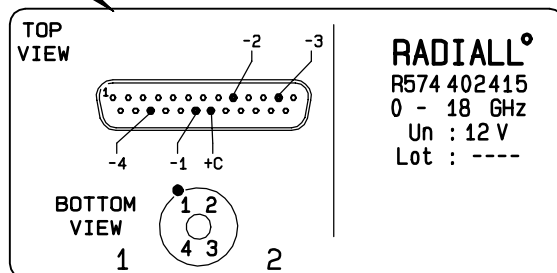 TOP
VIEW
-2
-3
1
-4
-1
+C
BOTTOM
VIEW
1 2
4 3
1
2
RADIALL°
R574 402415
0 - 18 GHz
Un : 12 V
Lot : ----